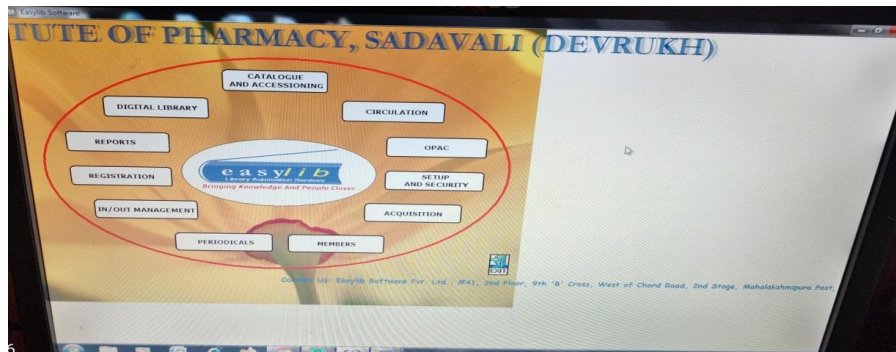 Easylib Software
TUTE OF PHARMACY, SADAVALI (DEVRUKH)
CATALOGUE
AND ACCESSIONING
DIGITAL LIBRARY
CIRCULATION
REPORTS
OPAC
REGISTRATION
SETUP
AND SECURITY
easylib
Library Automation Services
Bringing Knowledge And People Closer
IN/OUT MANAGEMENT
ACQUISITION
PERIODICALS
MEMBERS
EXIT
Contact Us: Easylib Software Pvt. Ltd., #A1, 2nd Floor, 9th 'B' Cross, West of Chord Road, 2nd Stage, Mahalakshmipura Post,
6